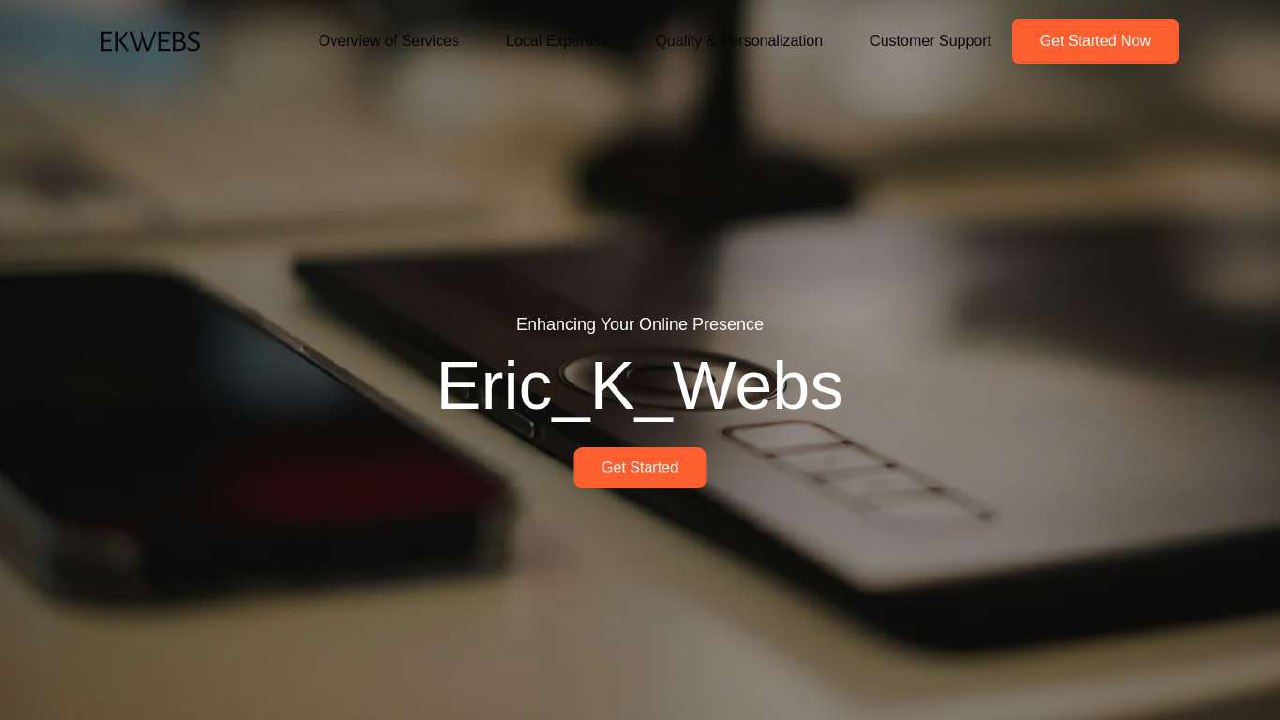 EKWEBS
Overview of Services
Local Expertise
Quality & Personalization
Customer Support
Get Started Now
Enhancing Your Online Presence
Eric_K_Webs
Get Started